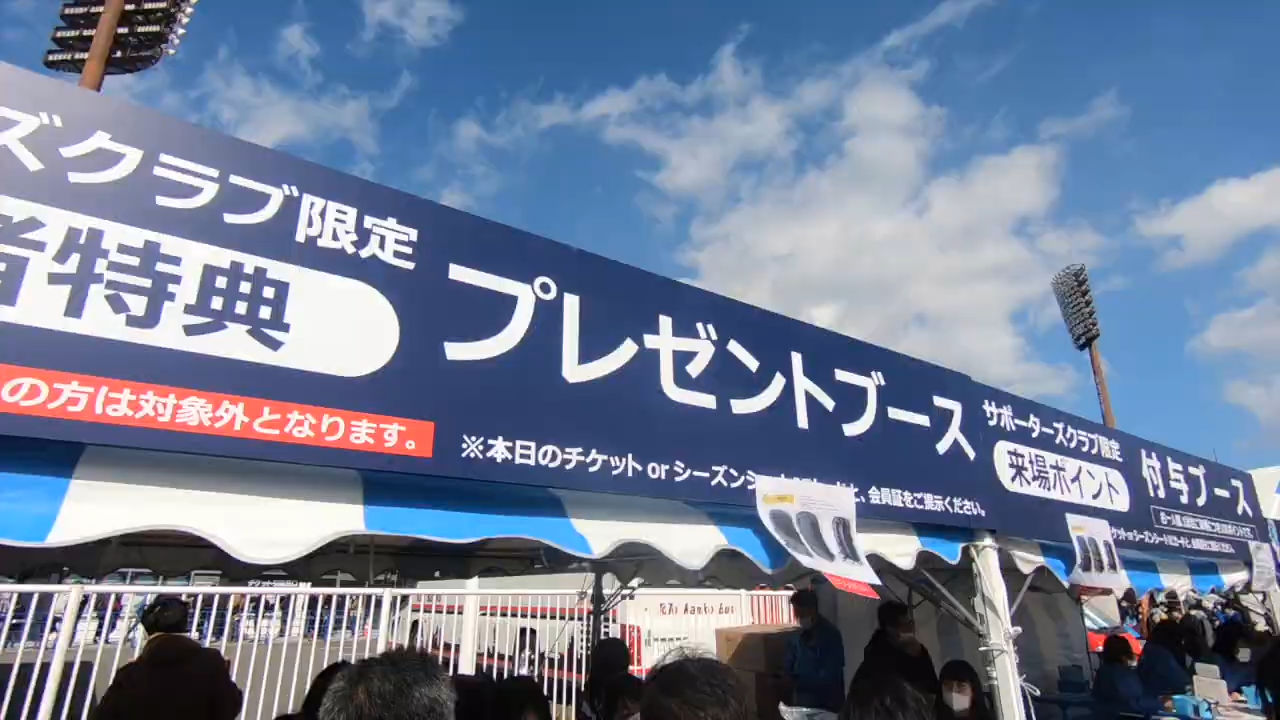 ズクラブ限定
者特典
プレゼントブース
の方は対象外となります。
※本日のチケット or シーズンシ と、会員証をご提示ください。
サポーターズクラブ限定
来場ポイント
付与ブース